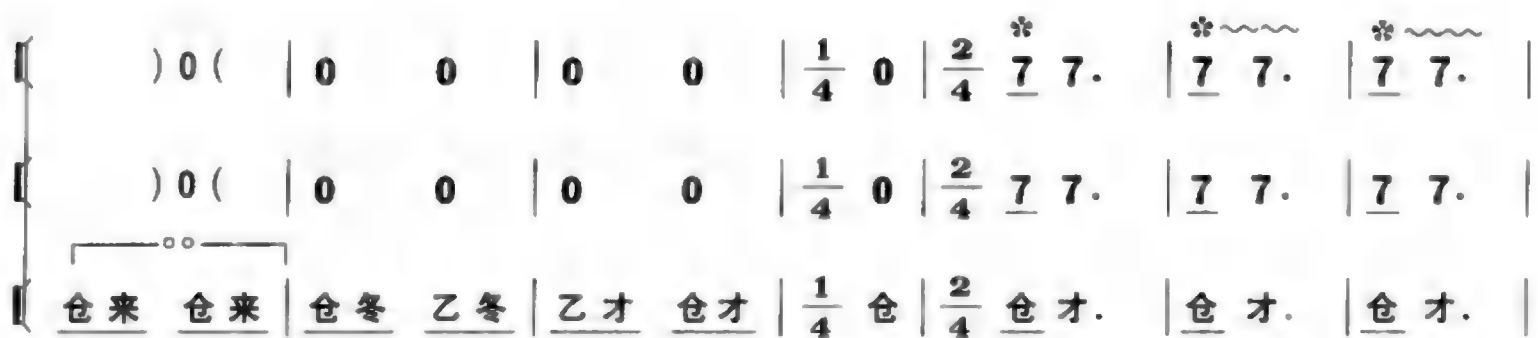 )0( | 0 0 | 0 0 | 1/4 0 | 2/4 7 7. | 7 7. | 7 7. |
)0( | 0 0 | 0 0 | 1/4 0 | 2/4 7 7. | 7 7. | 7 7. |
仓来 仓来 | 仓冬 乙冬 | 乙才 仓才 | 1/4 仓 | 2/4 仓 才. | 仓 才. | 仓 才. |